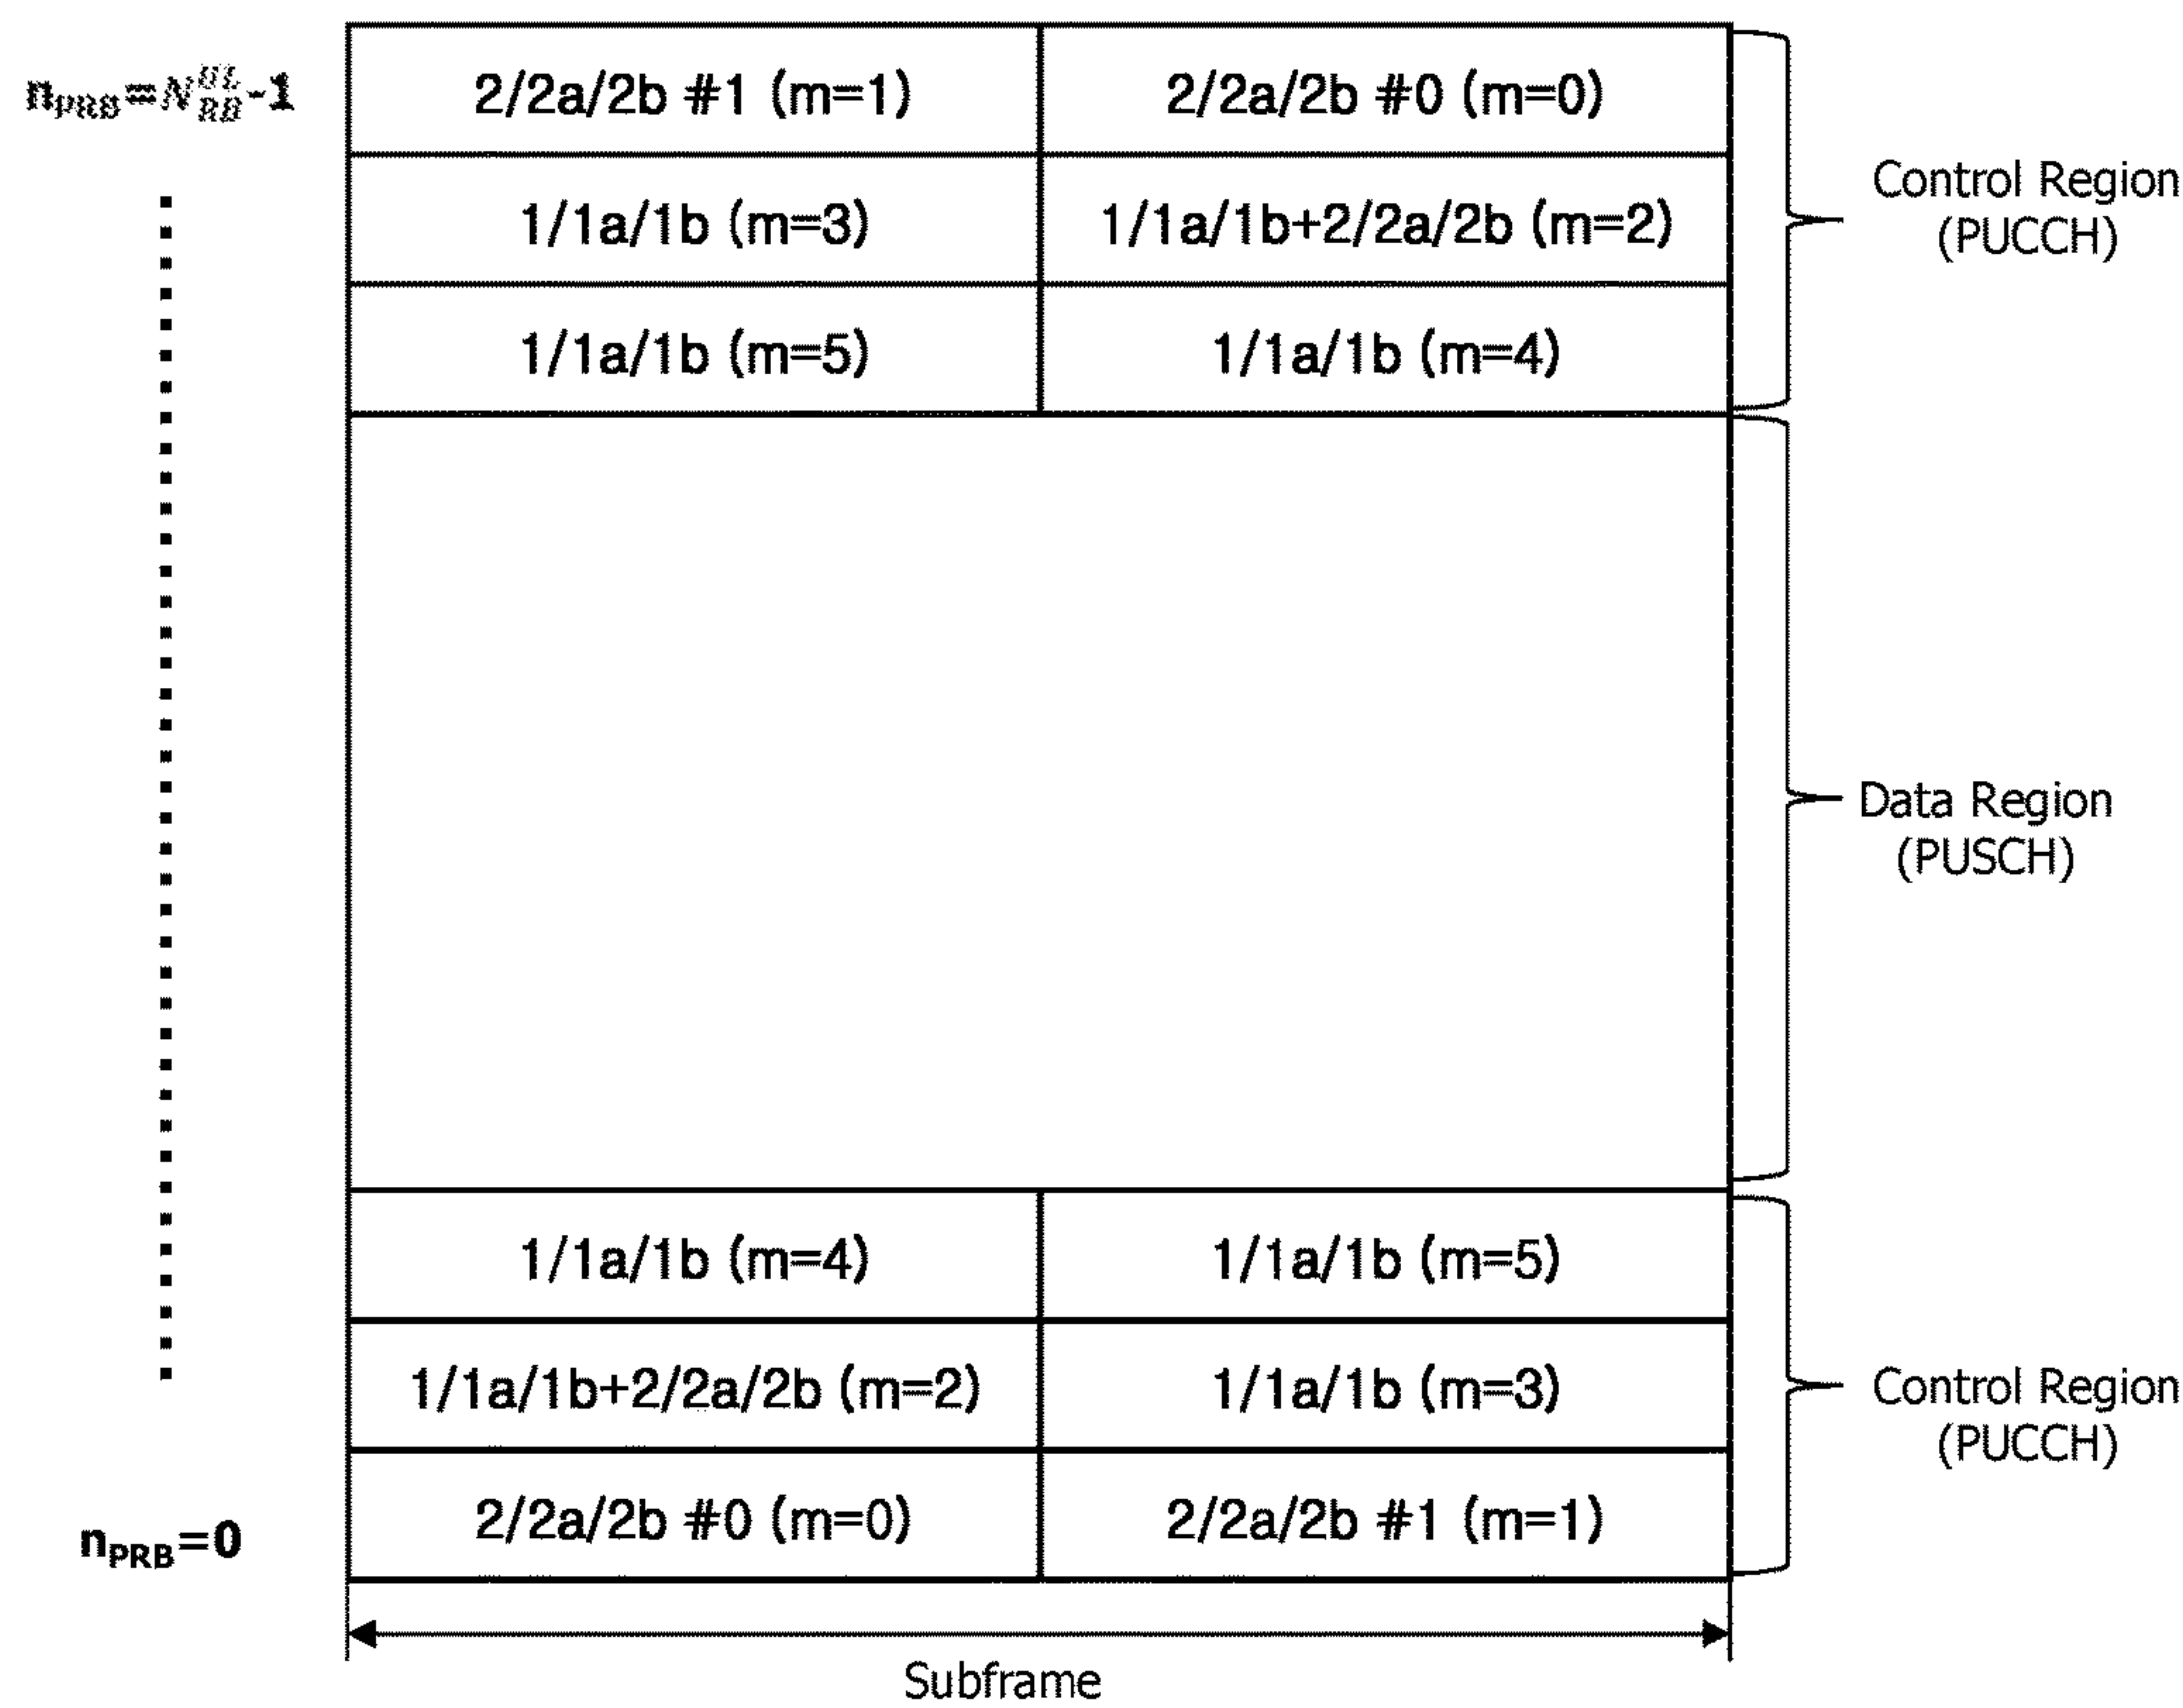 n_PRB=N_RB^UL-1
2/2a/2b #1 (m=1)
2/2a/2b #0 (m=0)
1/1a/1b (m=3)
1/1a/1b+2/2a/2b (m=2)
1/1a/1b (m=5)
1/1a/1b (m=4)
Control Region
(PUCCH)
Data Region
(PUSCH)
1/1a/1b (m=4)
1/1a/1b (m=5)
1/1a/1b+2/2a/2b (m=2)
1/1a/1b (m=3)
2/2a/2b #0 (m=0)
2/2a/2b #1 (m=1)
Control Region
(PUCCH)
n_PRB=0
Subframe